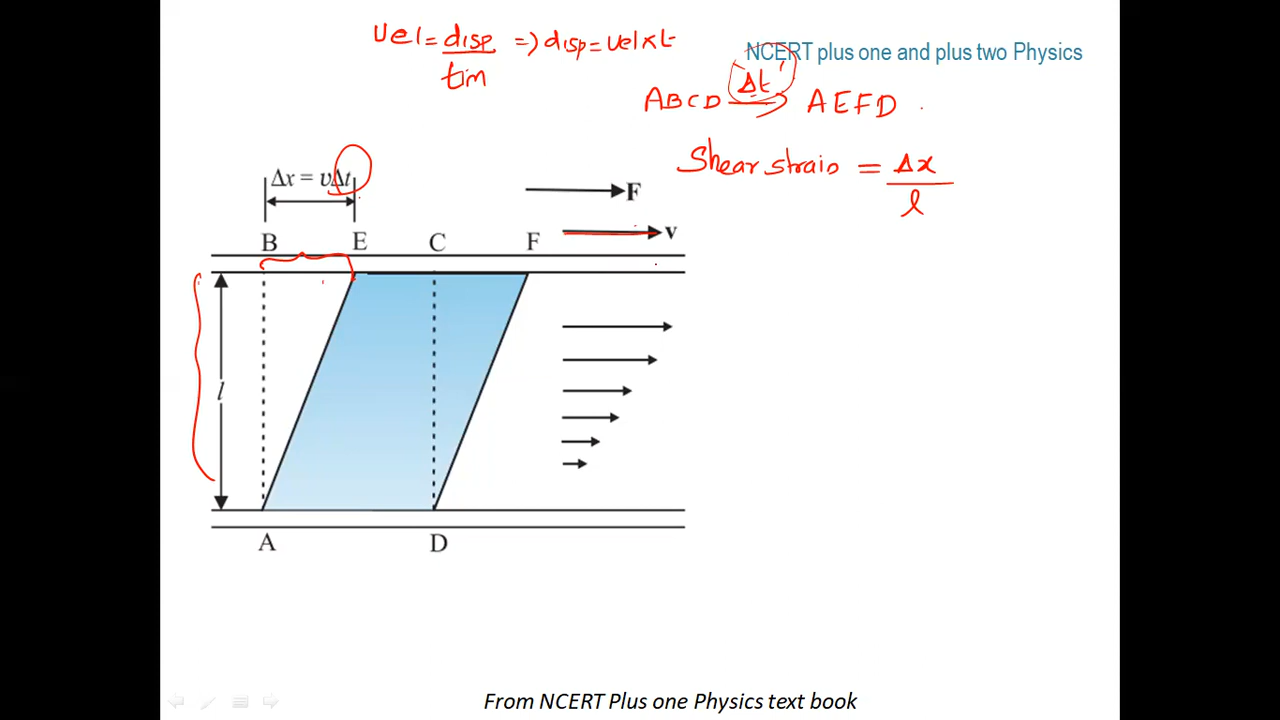 Vel = disp / tim => disp = Vel x t
NCERT plus one and plus two Physics
ABCD Δt => AEFD
Shear strain = Δx / l
Δx = vΔt
F
v
B E C F
l
A D
From NCERT Plus one Physics text book